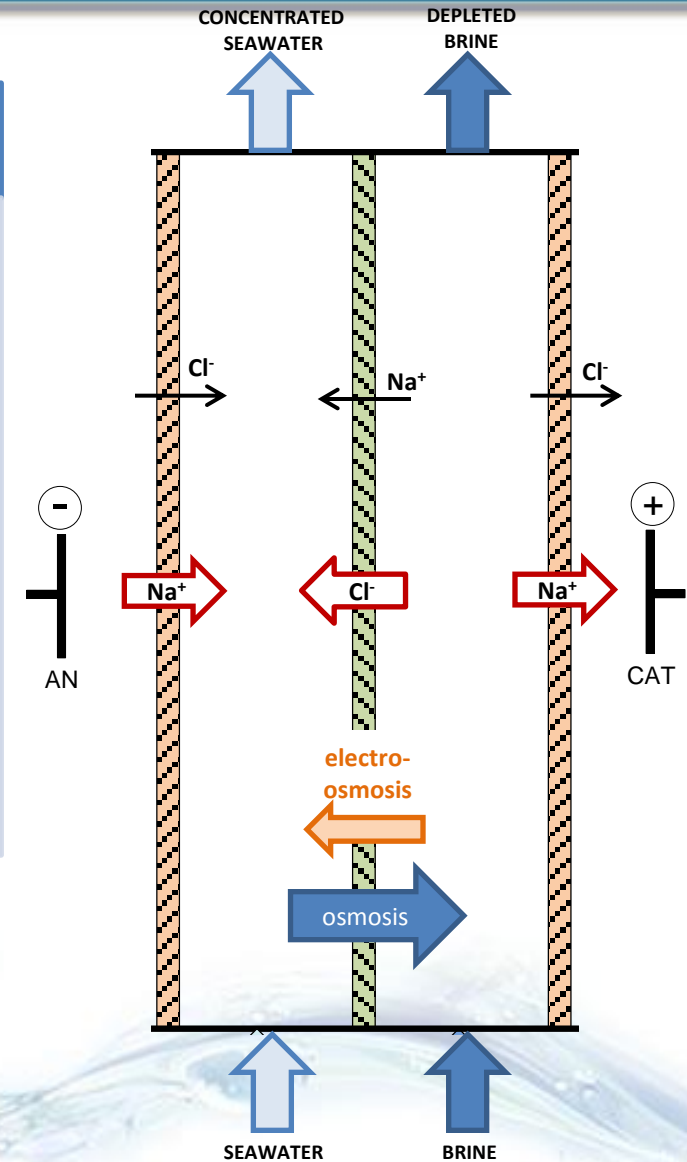 CONCENTRATED
SEAWATER
DEPLETED
BRINE
Cl-
Na+
Cl-
-
+
Na+
Cl-
Na+
AN
CAT
electro-
osmosis
osmosis
SEAWATER
BRINE